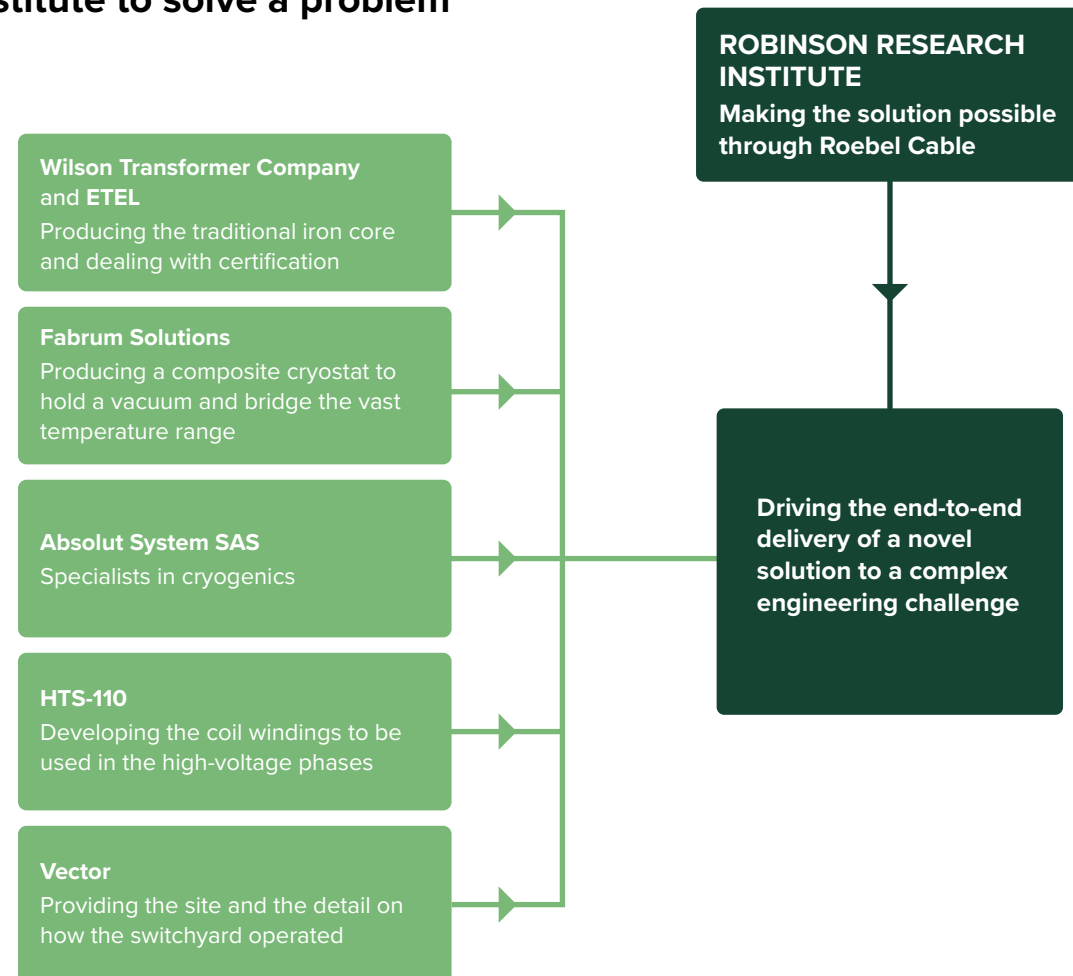 stitute to solve a problem
ROBINSON RESEARCH
INSTITUTE
Making the solution possible
through Roebel Cable
Wilson Transformer Company
and ETEL
Producing the traditional iron core
and dealing with certification
Fabrum Solutions
Producing a composite cryostat to
hold a vacuum and bridge the vast
temperature range
Absolut System SAS
Specialists in cryogenics
HTS-110
Developing the coil windings to be
used in the high-voltage phases
Vector
Providing the site and the detail on
how the switchyard operated
Driving the end-to-end
delivery of a novel
solution to a complex
engineering challenge